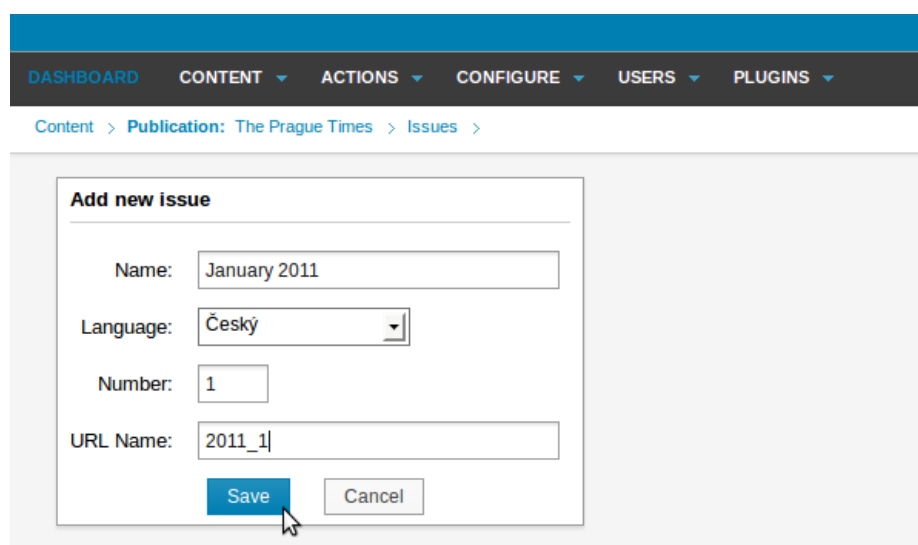 DASHBOARD CONTENT ACTIONS CONFIGURE USERS PLUGINS
Content > Publication: The Prague Times > Issues >
Add new issue
Name: January 2011
Language: Český
Number: 1
URL Name: 2011_1
Save Cancel